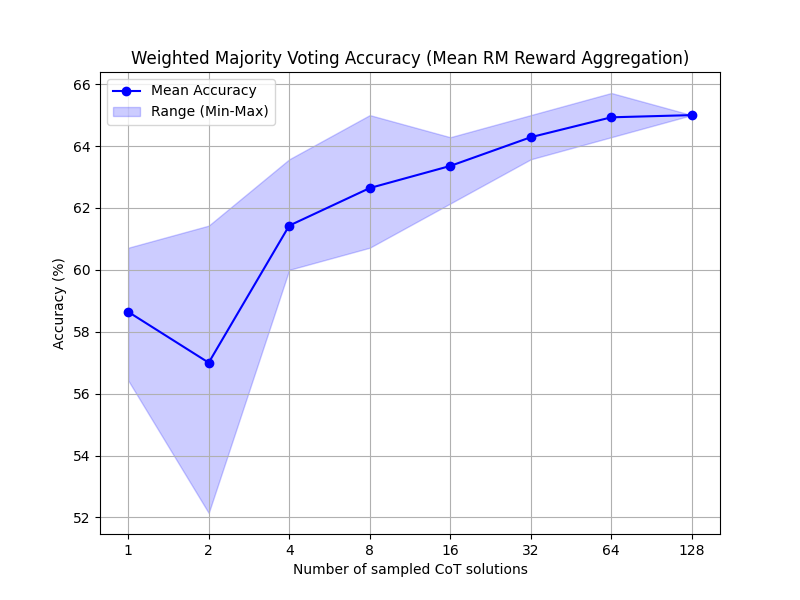 Weighted Majority Voting Accuracy (Mean RM Reward Aggregation)
Mean Accuracy
Range (Min-Max)
66
64
62
60
58
56
54
52
Accuracy (%)
1 2 4 8 16 32 64 128
Number of sampled CoT solutions